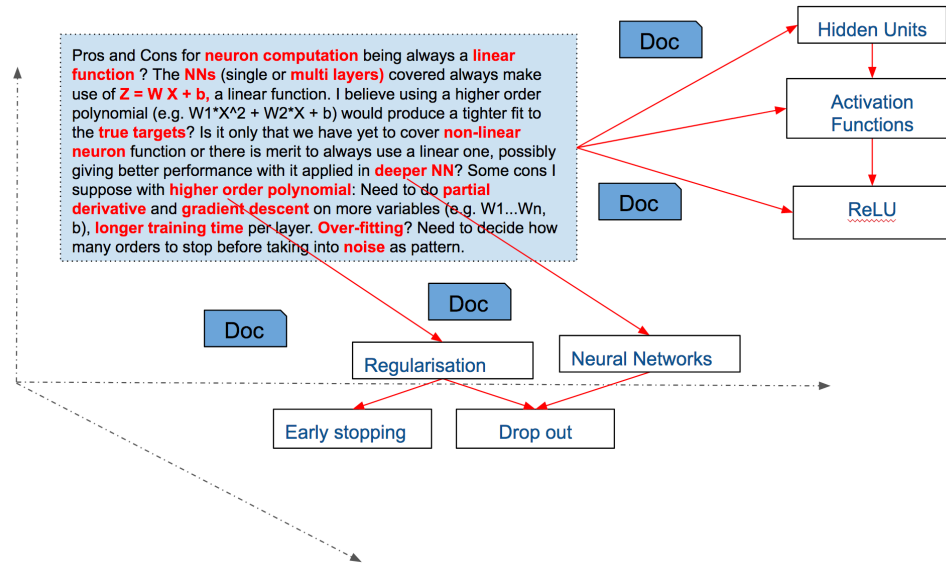 Doc
Hidden Units
Pros and Cons for neuron computation being always a linear
function ? The NNs (single or multi layers) covered always make
use of Z = W X + b, a linear function. I believe using a higher order
polynomial (e.g. W1*X^2 + W2*X + b) would produce a tighter fit to
the true targets? Is it only that we have yet to cover non-linear
neuron function or there is merit to always use a linear one, possibly
giving better performance with it applied in deeper NN? Some cons I
suppose with higher order polynomial: Need to do partial
derivative and gradient descent on more variables (e.g. W1...Wn,
b), longer training time per layer. Over-fitting? Need to decide how
many orders to stop before taking into noise as pattern.
Activation
Functions
Doc
ReLU
Doc
Doc
Regularisation
Neural Networks
Early stopping
Drop out